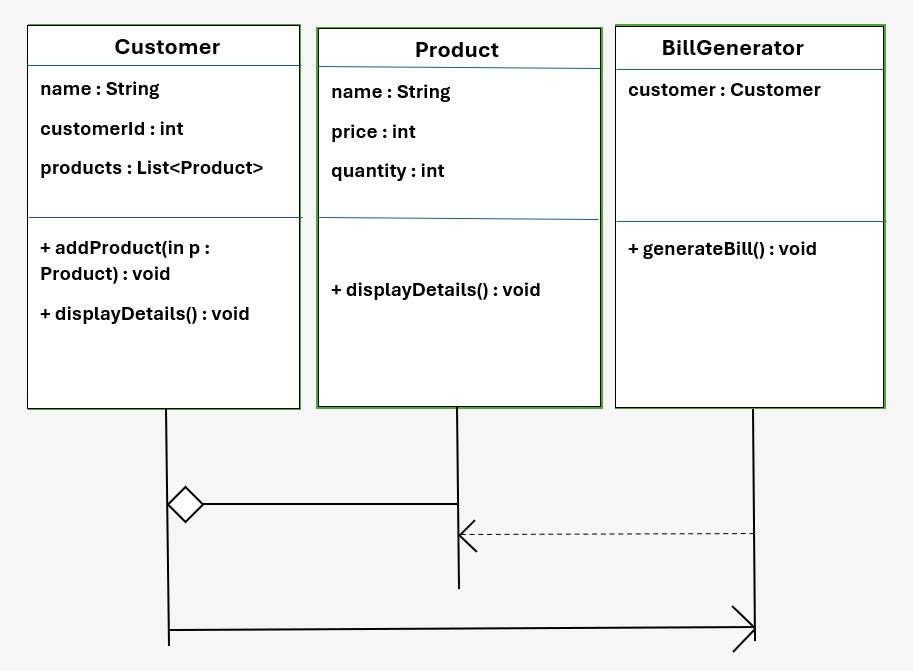 Customer
name : String
customerId : int
products : List<Product>
+ addProduct(in p :
Product) : void
+ displayDetails() : void
Product
name : String
price : int
quantity : int
+ displayDetails() : void
BillGenerator
customer : Customer
+ generateBill() : void